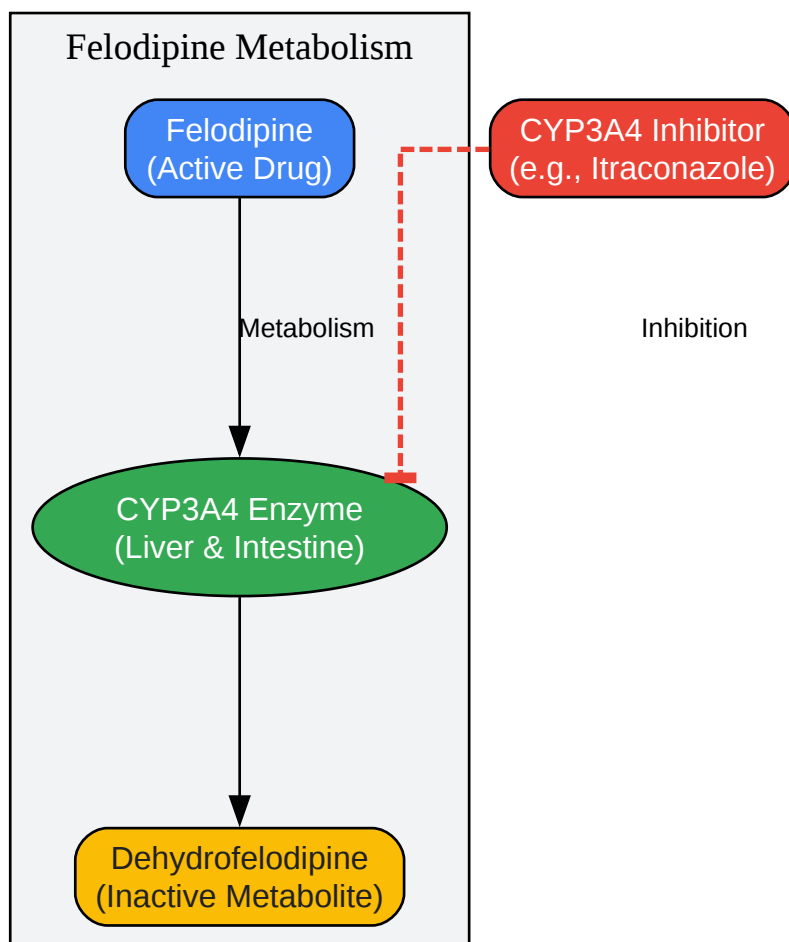 Felodipine Metabolism
Felodipine
(Active Drug)
CYP3A4 Inhibitor
(e.g., Itraconazole)
Metabolism
Inhibition
CYP3A4 Enzyme
(Liver & Intestine)
Dehydrofelodipine
(Inactive Metabolite)